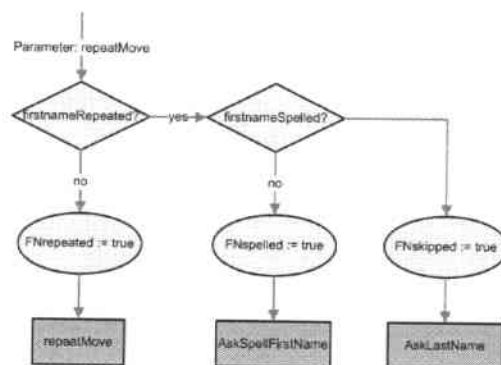 Parameter: repeatMove
firstnameRepeated?
yes
firstnameSpelled?
no
no
FNrepeated := true
FNspelled := true
FNskipped := true
repeatMove
AskSpellFirstName
AskLastName